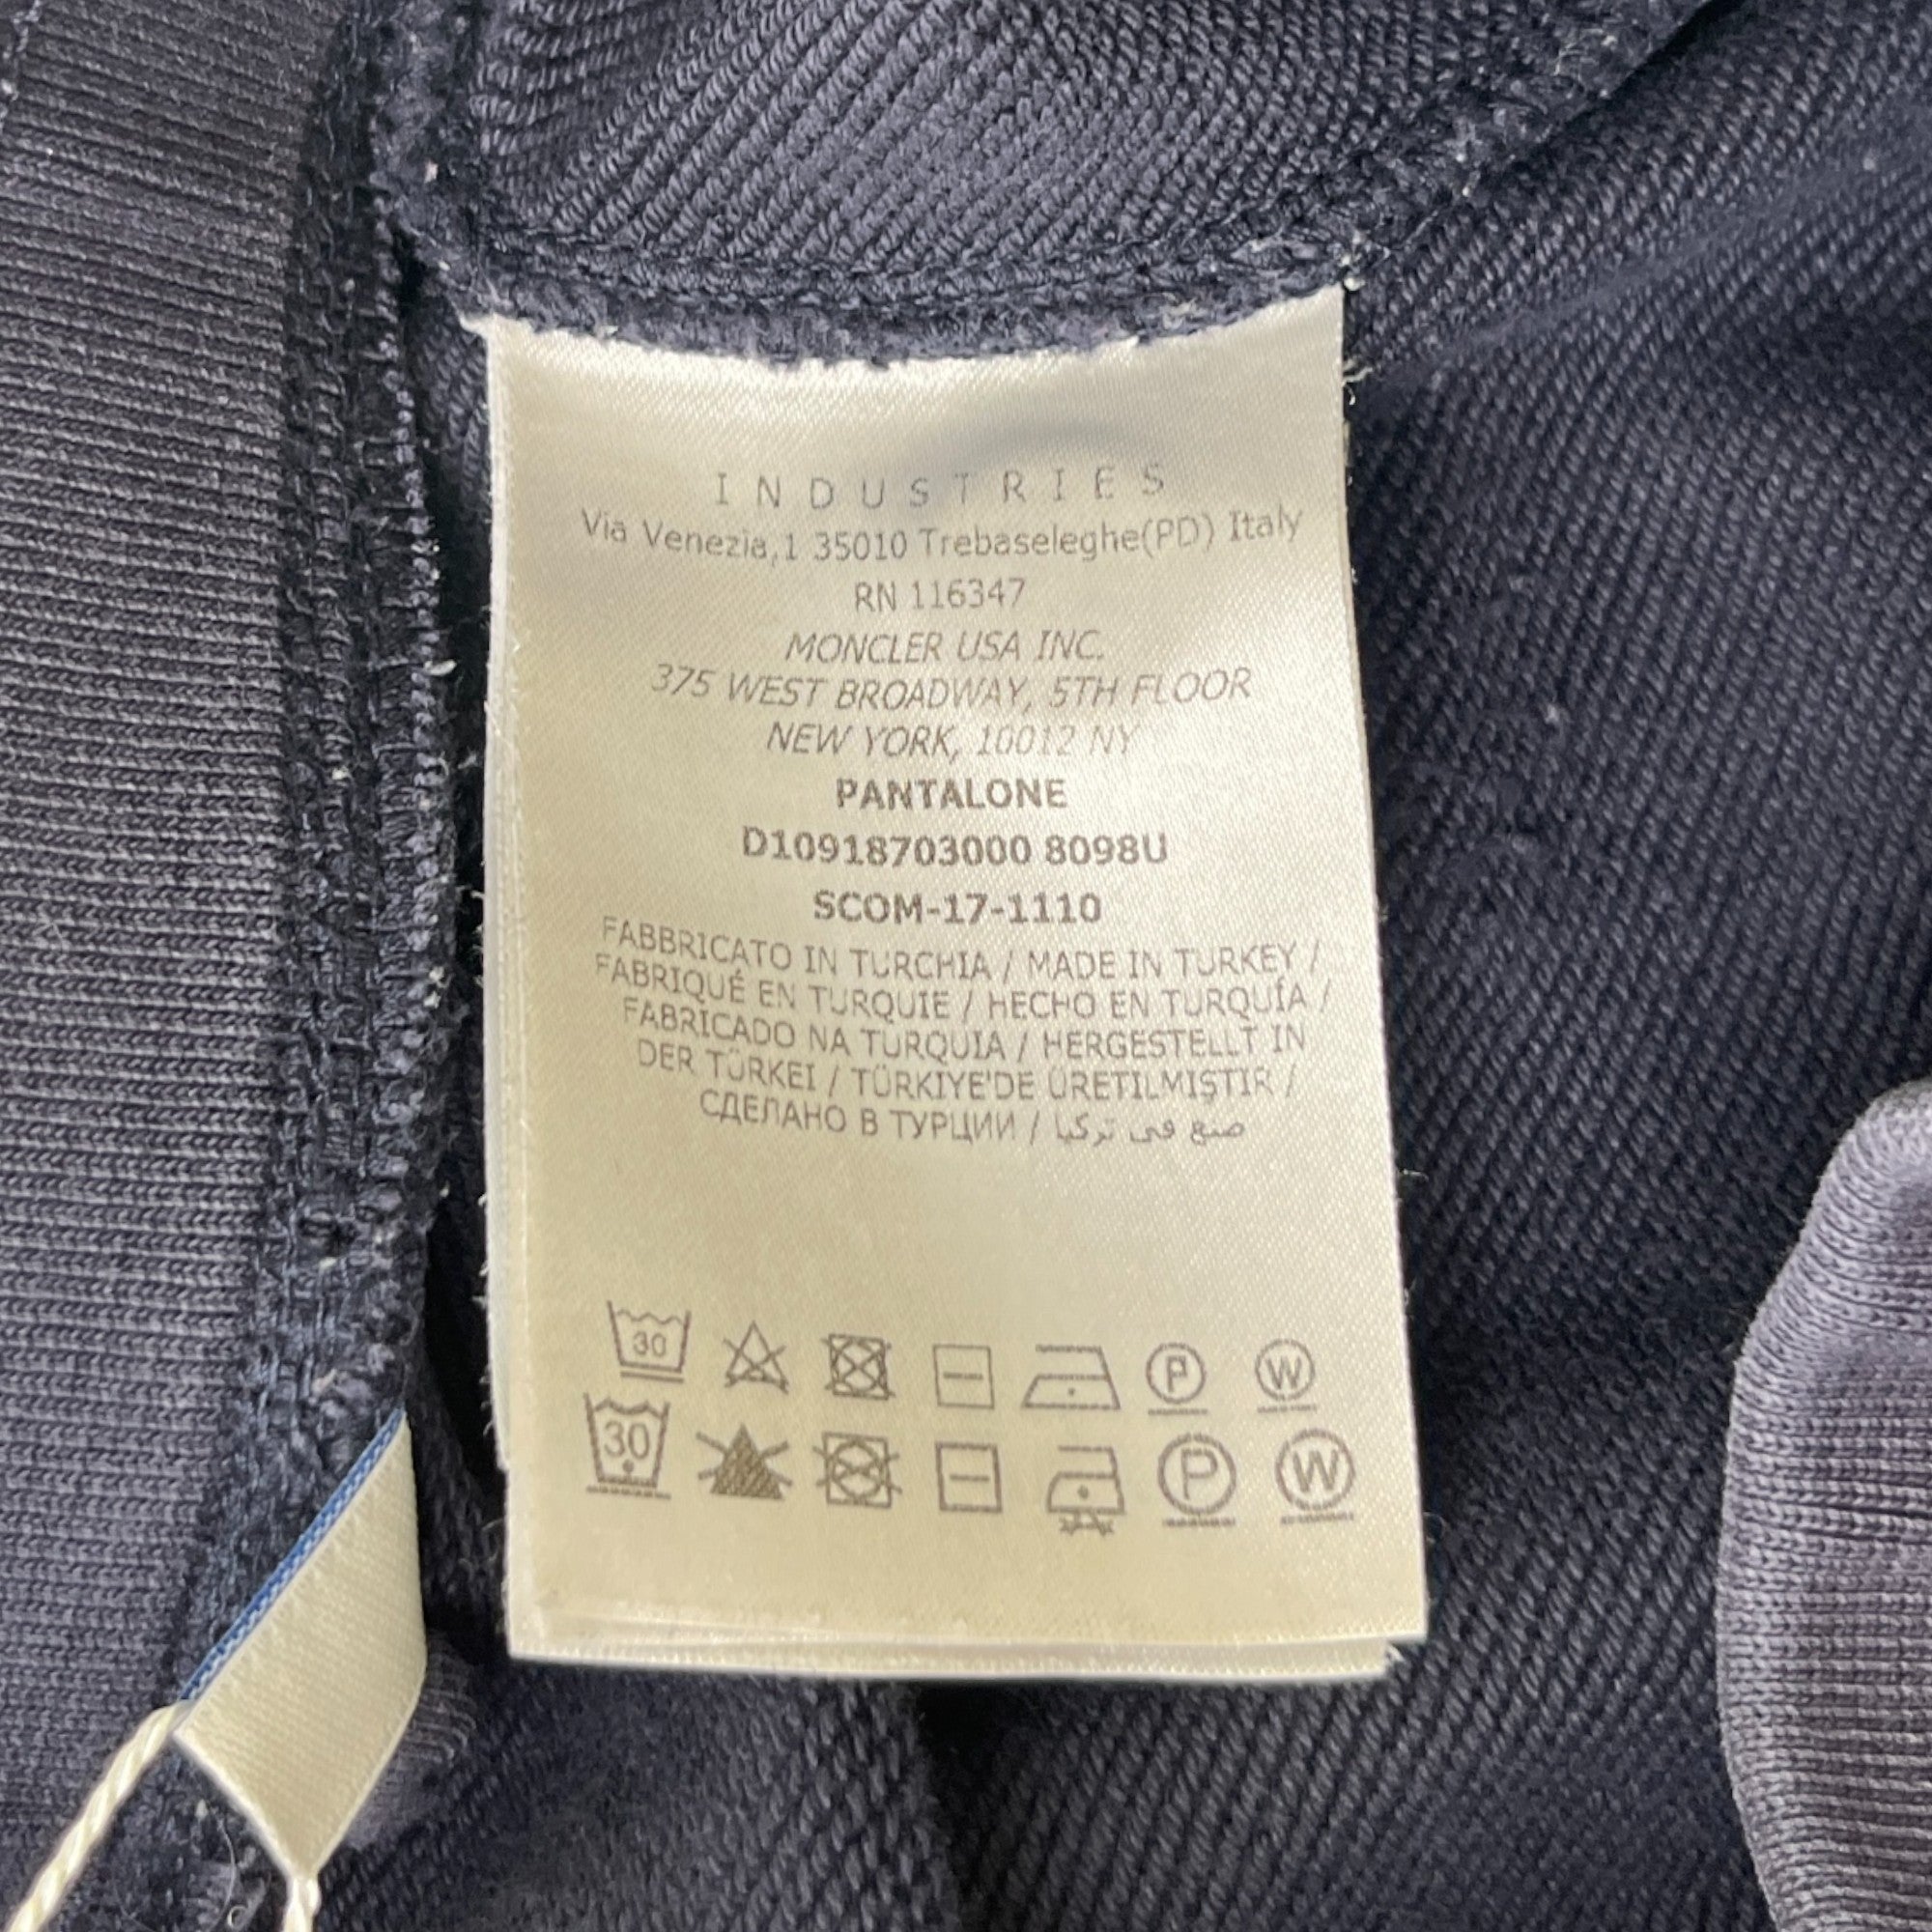 INDUSTRIES
Via Venezia,1 35010 Trebaseleghe(PD) Italy
RN 116347
MONCLER USA INC.
375 WEST BROADWAY, 5TH FLOOR
NEW YORK, 10012 NY
PANTALONE
D10918703000 8098U
SCOM-17-1110
FABBRICATO IN TURCHIA / MADE IN TURKEY /
FABRIQUÉ EN TURQUIE / HECHO EN TURQUÍA /
FABRICADO NA TURQUIA / HERGESTELLT IN
DER TÜRKEI / TÜRKIYE'DE ÜRETILMIŞTIR /
СДЕЛАНО В ТУРЦИИ / صنع في تركيا
30 P W
30 P W